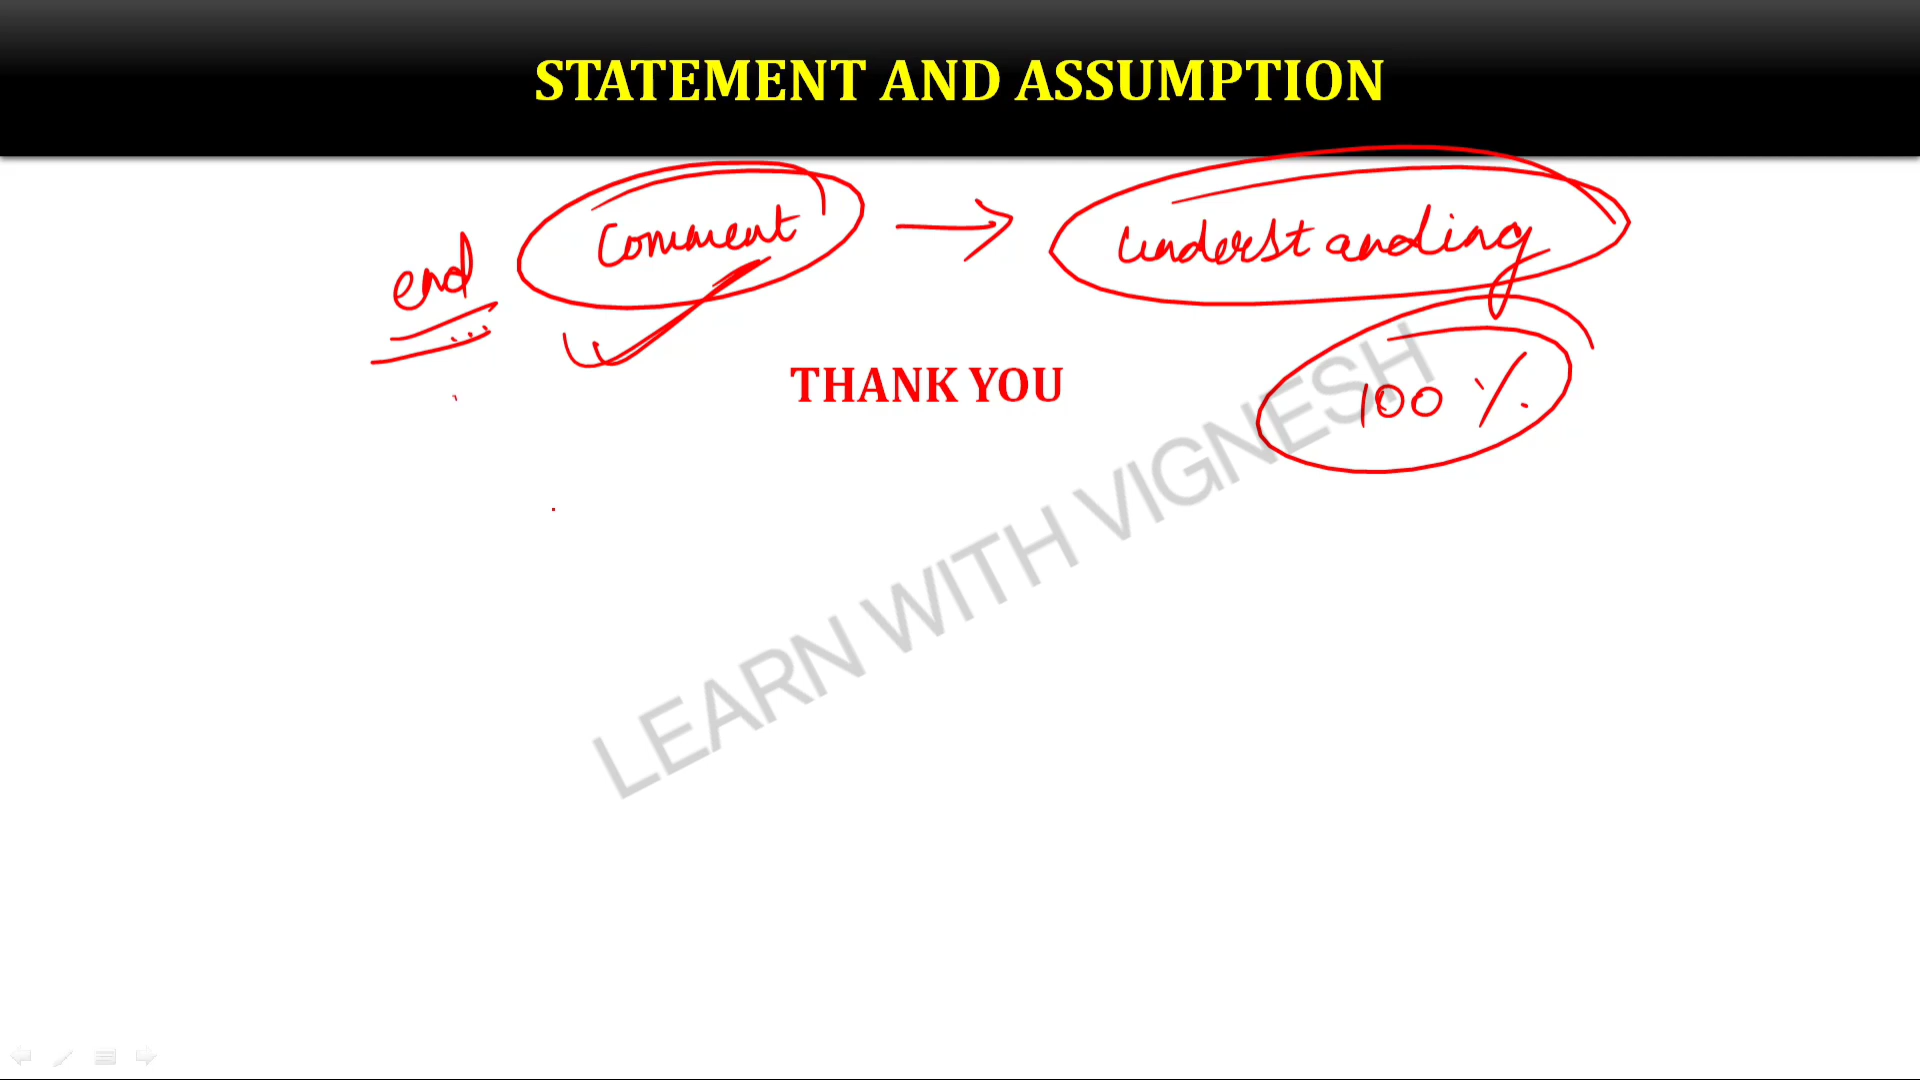 STATEMENT AND ASSUMPTION
end comment → understanding
THANK YOU
100 %
LEARN WITH VIGNESH